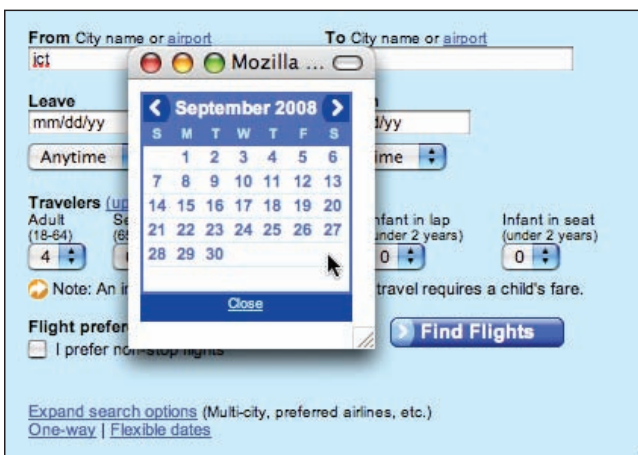 From City name or airport To City name or airport
ict
Mozilla ...
Leave
mm/dd/yy /yy
September 2008
S M T W T F S
1 2 3 4 5 6
7 8 9 10 11 12 13
14 15 16 17 18 19 20
21 22 23 24 25 26 27
28 29 30
Close
Anytime ime
Travelers (up
Adult
(18-64)
4
nfant in lap
(under 2 years)
0
Infant in seat
(under 2 years)
0
Note: An in travel requires a child's fare.
Flight prefer
I prefer non-stop flights
Find Flights
Expand search options (Multi-city, preferred airlines, etc.)
One-way | Flexible dates